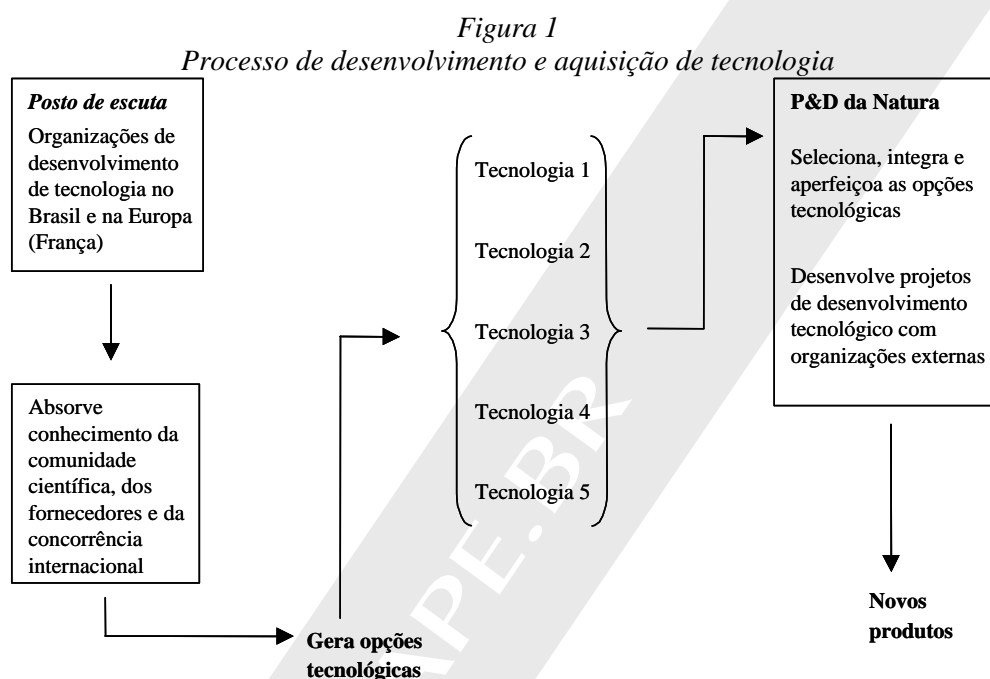 Figura 1
Processo de desenvolvimento e aquisição de tecnologia
Posto de escuta
Organizações de
desenvolvimento
de tecnologia no
Brasil e na Europa
(França)
Absorve
conhecimento da
comunidade
científica, dos
fornecedores e da
concorrência
internacional
Gera opções
tecnológicas
Tecnologia 1
Tecnologia 2
Tecnologia 3
Tecnologia 4
Tecnologia 5
P&D da Natura
Seleciona, integra e
aperfeiçoa as opções
tecnológicas
Desenvolve projetos
de desenvolvimento
tecnológico com
organizações externas
Novos
produtos
APE.BR